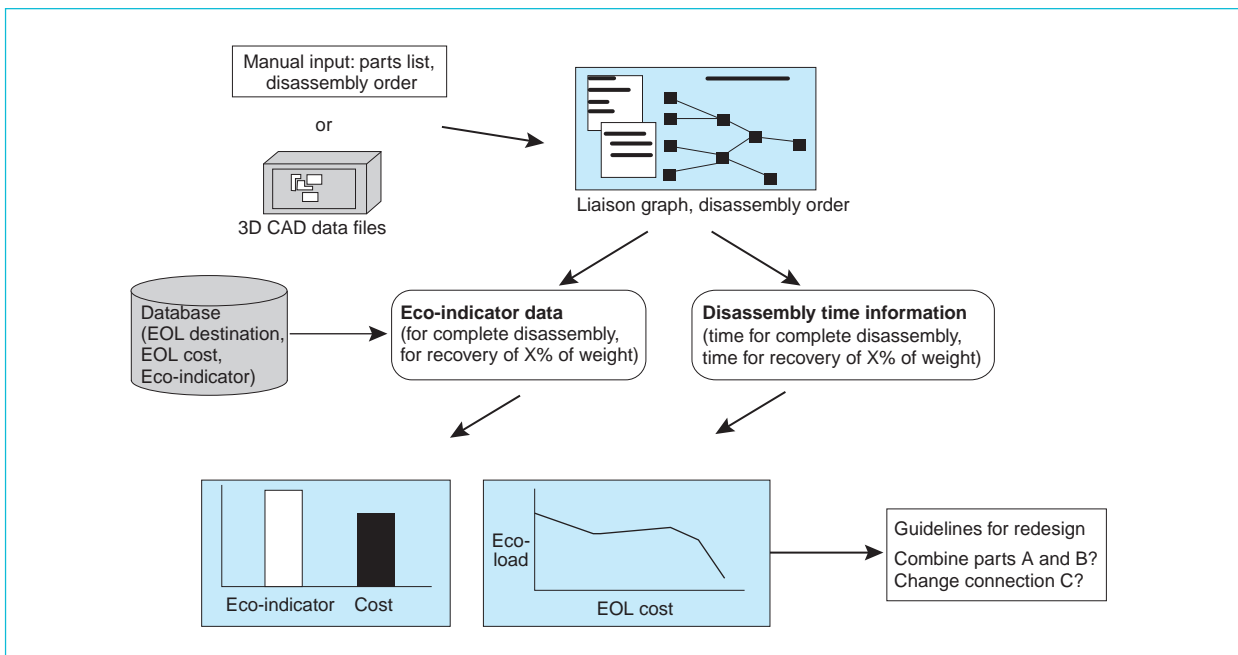 Manual input: parts list,
disassembly order
or
3D CAD data files
Liaison graph, disassembly order
Database
(EOL destination,
EOL cost,
Eco-indicator)
Eco-indicator data
(for complete disassembly,
for recovery of X% of weight)
Disassembly time information
(time for complete disassembly,
time for recovery of X% of weight)
Eco-indicator
Cost
Eco-
load
EOL cost
Guidelines for redesign
Combine parts A and B?
Change connection C?